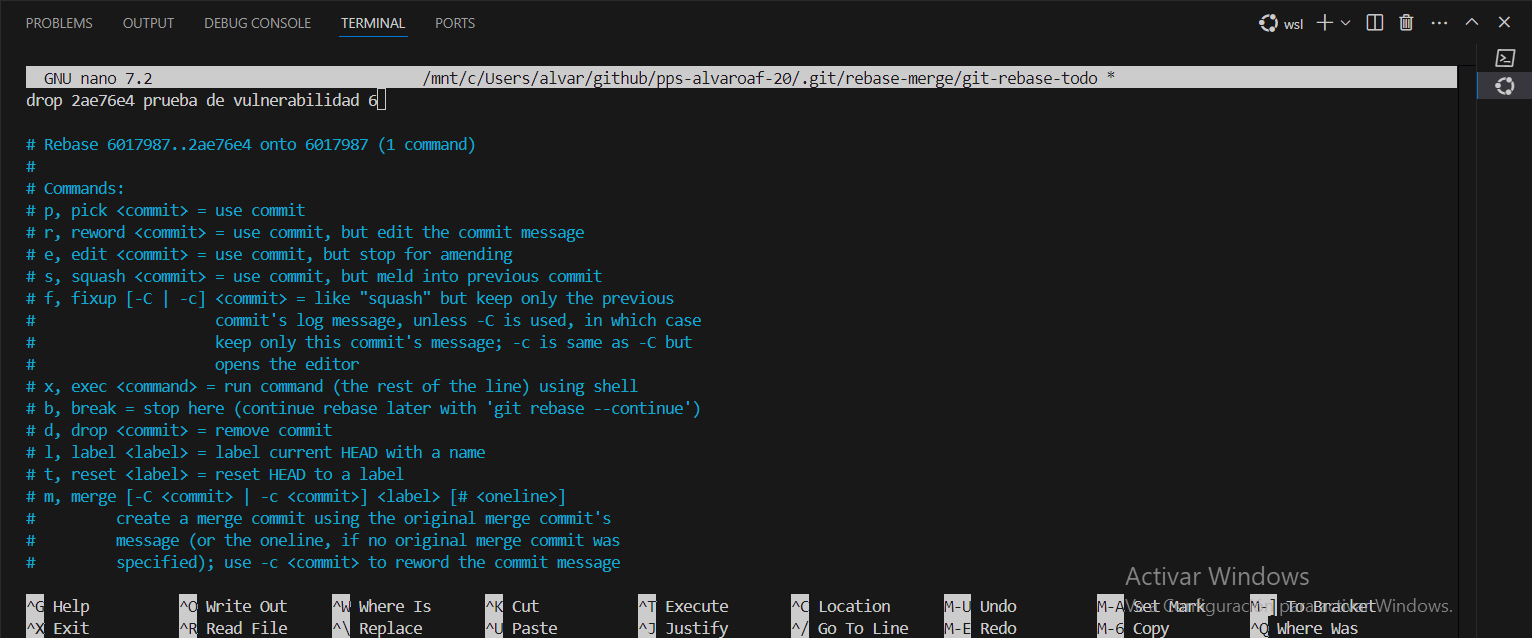 PROBLEMS OUTPUT DEBUG CONSOLE TERMINAL PORTS wsl
GNU nano 7.2 /mnt/c/Users/alvar/github/pps-alvaroaf-20/.git/rebase-merge/git-rebase-todo *
drop 2ae76e4 prueba de vulnerabilidad 6
# Rebase 6017987..2ae76e4 onto 6017987 (1 command)
#
# Commands:
# p, pick <commit> = use commit
# r, reword <commit> = use commit, but edit the commit message
# e, edit <commit> = use commit, but stop for amending
# s, squash <commit> = use commit, but meld into previous commit
# f, fixup [-C | -c] <commit> = like "squash" but keep only the previous
#                    commit's log message, unless -C is used, in which case
#                    keep only this commit's message; -c is same as -C but
#                    opens the editor
# x, exec <command> = run command (the rest of the line) using shell
# b, break = stop here (continue rebase later with 'git rebase --continue')
# d, drop <commit> = remove commit
# l, label <label> = label current HEAD with a name
# t, reset <label> = reset HEAD to a label
# m, merge [-C <commit> | -c <commit>] <label> [# <oneline>]
#         create a merge commit using the original merge commit's
#         message (or the oneline, if no original merge commit was
#         specified); use -c <commit> to reword the commit message
Activar Windows
Ve a Configuración para activar Windows.
^G Help ^O Write Out ^W Where Is ^K Cut ^T Execute ^C Location M-U Undo M-A Set Mark M-] To Bracket
^X Exit ^R Read File ^\ Replace ^U Paste ^J Justify ^/ Go To Line M-E Redo M-6 Copy ^Q Where Was